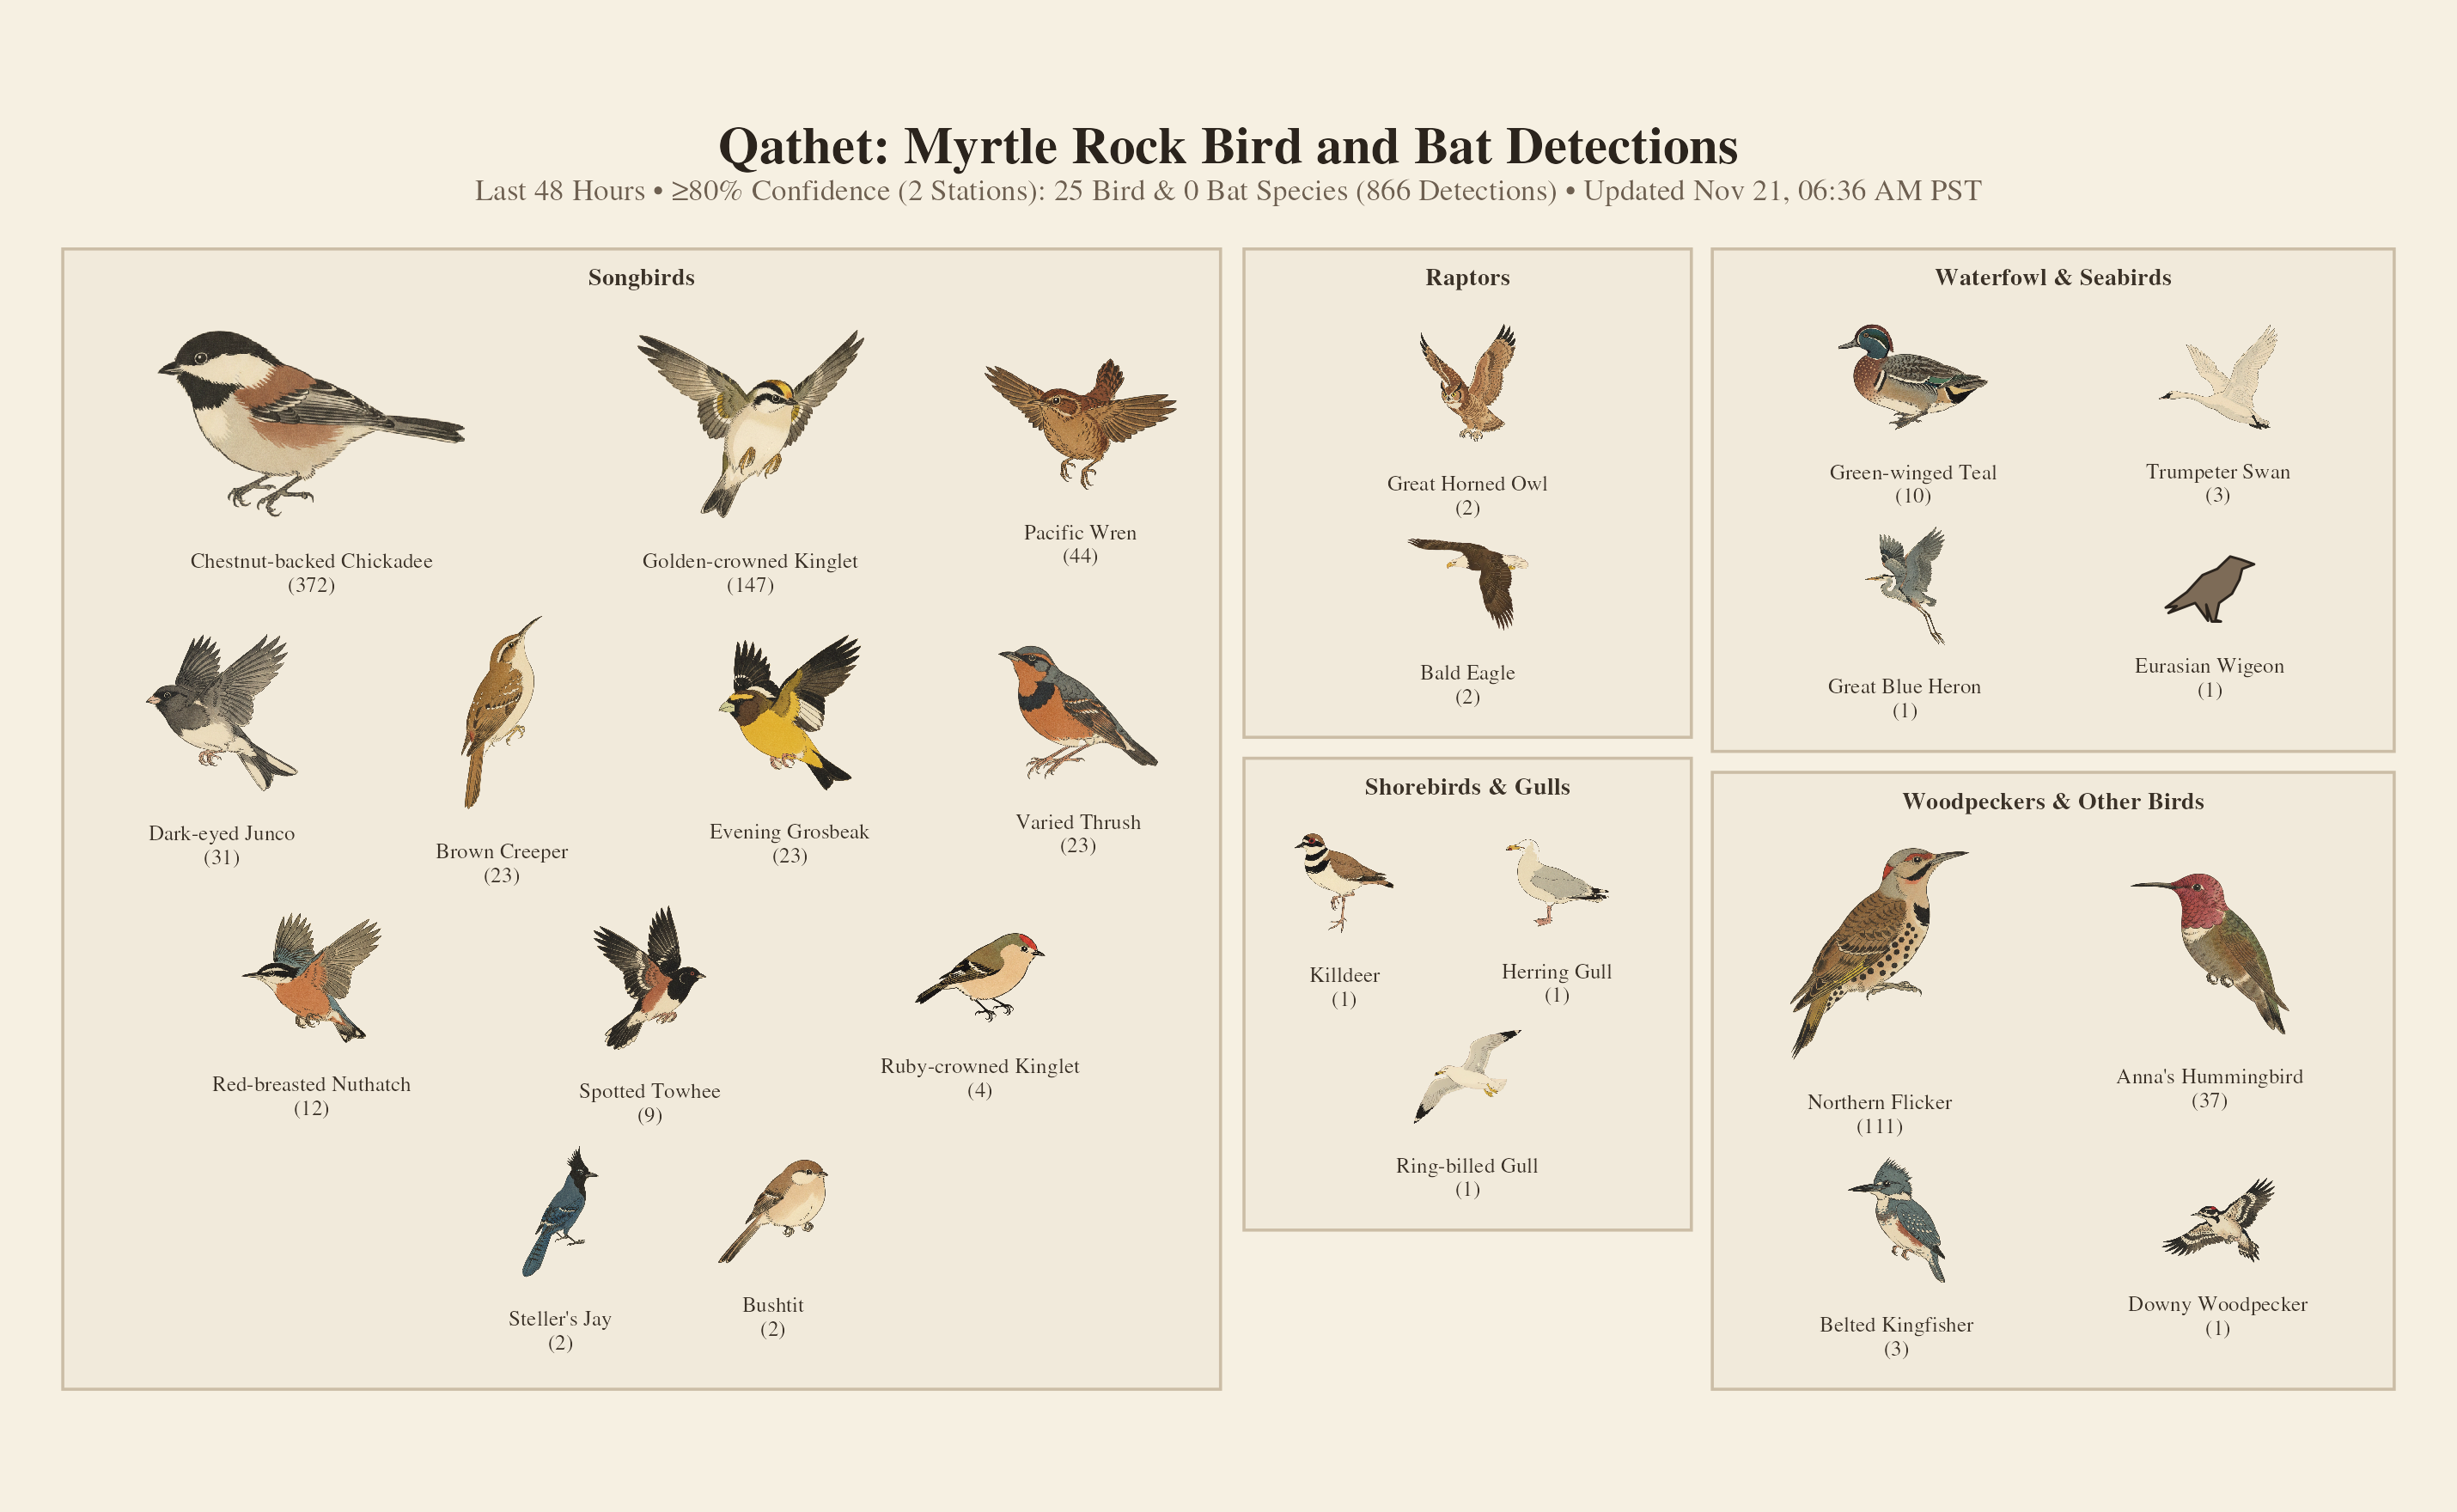 Qathet: Myrtle Rock Bird and Bat Detections
Last 48 Hours • ≥80% Confidence (2 Stations): 25 Bird & 0 Bat Species (866 Detections) • Updated Nov 21, 06:36 AM PST
Songbirds
Chestnut-backed Chickadee
(372)
Golden-crowned Kinglet
(147)
Pacific Wren
(44)
Dark-eyed Junco
(31)
Brown Creeper
(23)
Evening Grosbeak
(23)
Varied Thrush
(23)
Red-breasted Nuthatch
(12)
Spotted Towhee
(9)
Ruby-crowned Kinglet
(4)
Steller's Jay
(2)
Bushtit
(2)
Raptors
Great Horned Owl
(2)
Bald Eagle
(2)
Shorebirds & Gulls
Killdeer
(1)
Herring Gull
(1)
Ring-billed Gull
(1)
Waterfowl & Seabirds
Green-winged Teal
(10)
Trumpeter Swan
(3)
Great Blue Heron
(1)
Eurasian Wigeon
(1)
Woodpeckers & Other Birds
Northern Flicker
(111)
Anna's Hummingbird
(37)
Belted Kingfisher
(3)
Downy Woodpecker
(1)